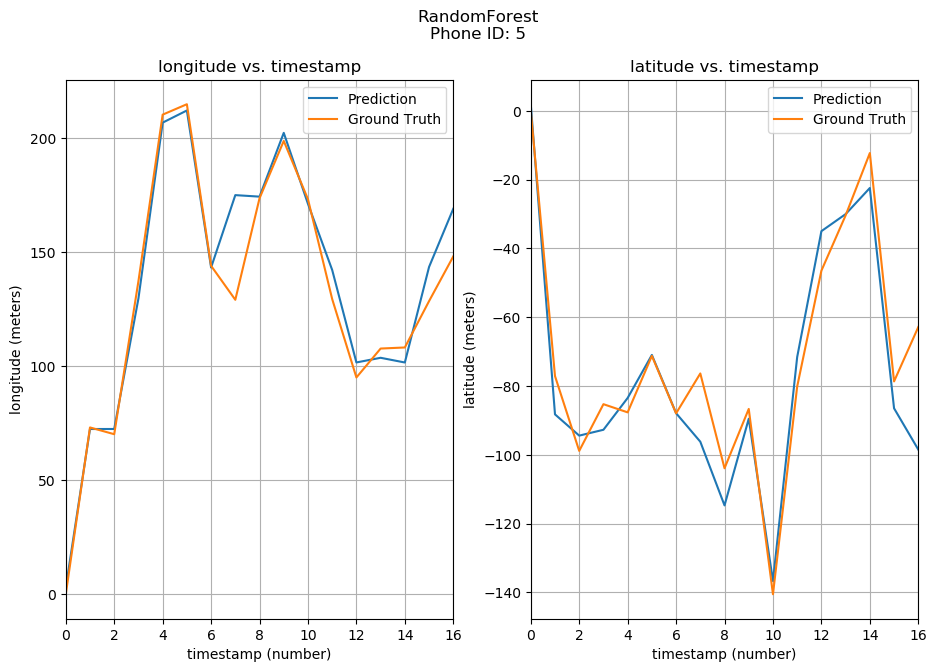 RandomForest
Phone ID: 5
longitude vs. timestamp
Prediction
Ground Truth
200
150
100
50
0
longitude (meters)
0 2 4 6 8 10 12 14 16
timestamp (number)
latitude vs. timestamp
Prediction
Ground Truth
0
−20
−40
−60
−80
−100
−120
−140
latitude (meters)
0 2 4 6 8 10 12 14 16
timestamp (number)